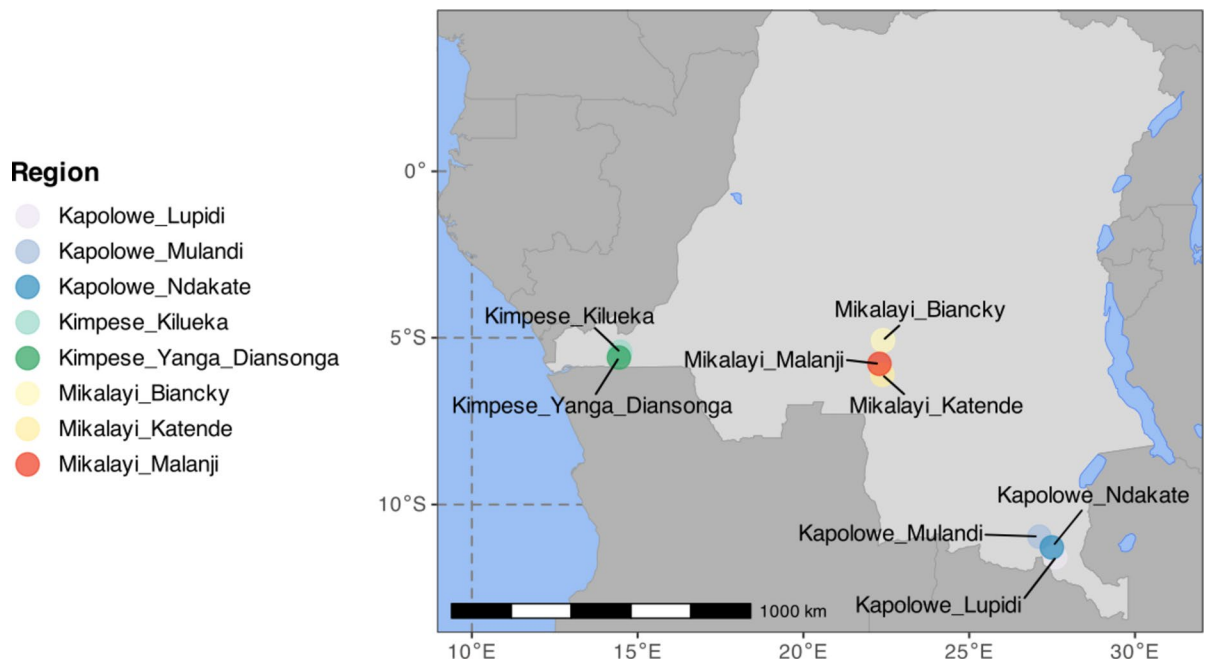 Region
Kapolowe_Lupidi
Kapolowe_Mulandi
Kapolowe_Ndakate
Kimpese_Kilueka
Kimpese_Yanga_Diansonga
Mikalayi_Biancky
Mikalayi_Katende
Mikalayi_Malanji
0°
5°S
10°S
Kimpese_Kilueka
Kimpese_Yanga_Diansonga
Mikalayi_Biancky
Mikalayi_Malanji
Mikalayi_Katende
Kapolowe_Ndakate
Kapolowe_Mulandi
Kapolowe_Lupidi
1000 km
10°E
15°E
20°E
25°E
30°E